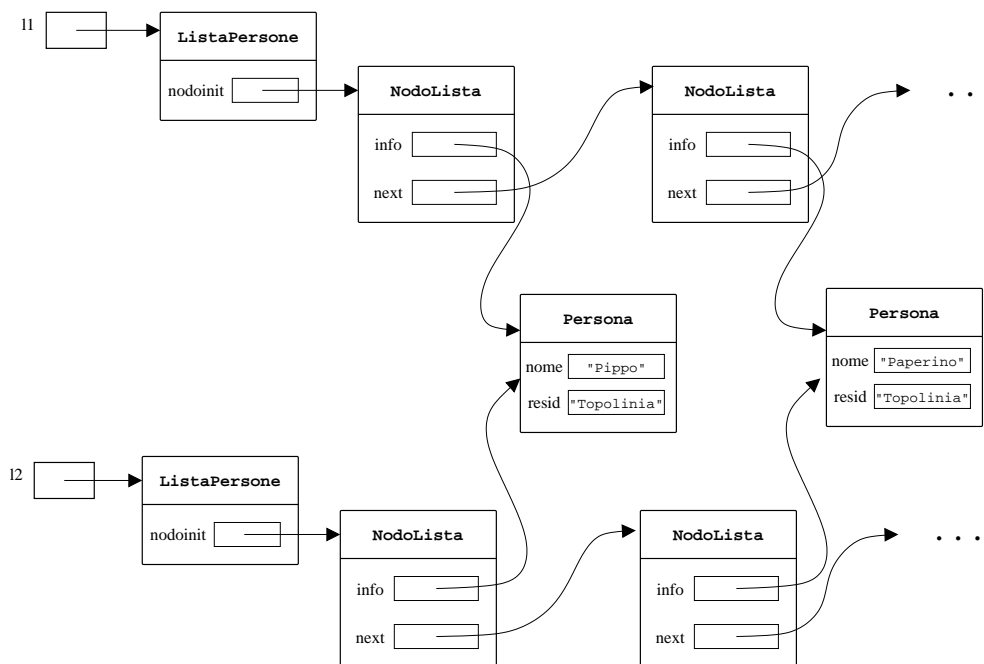 l1
ListaPersone
nodoinit
NodoLista
info
next
NodoLista
info
next
. .
Persona
nome "Pippo"
resid "Topolinia"
Persona
nome "Paperino"
resid "Topolinia"
l2
ListaPersone
nodoinit
NodoLista
info
next
NodoLista
info
next
. . .